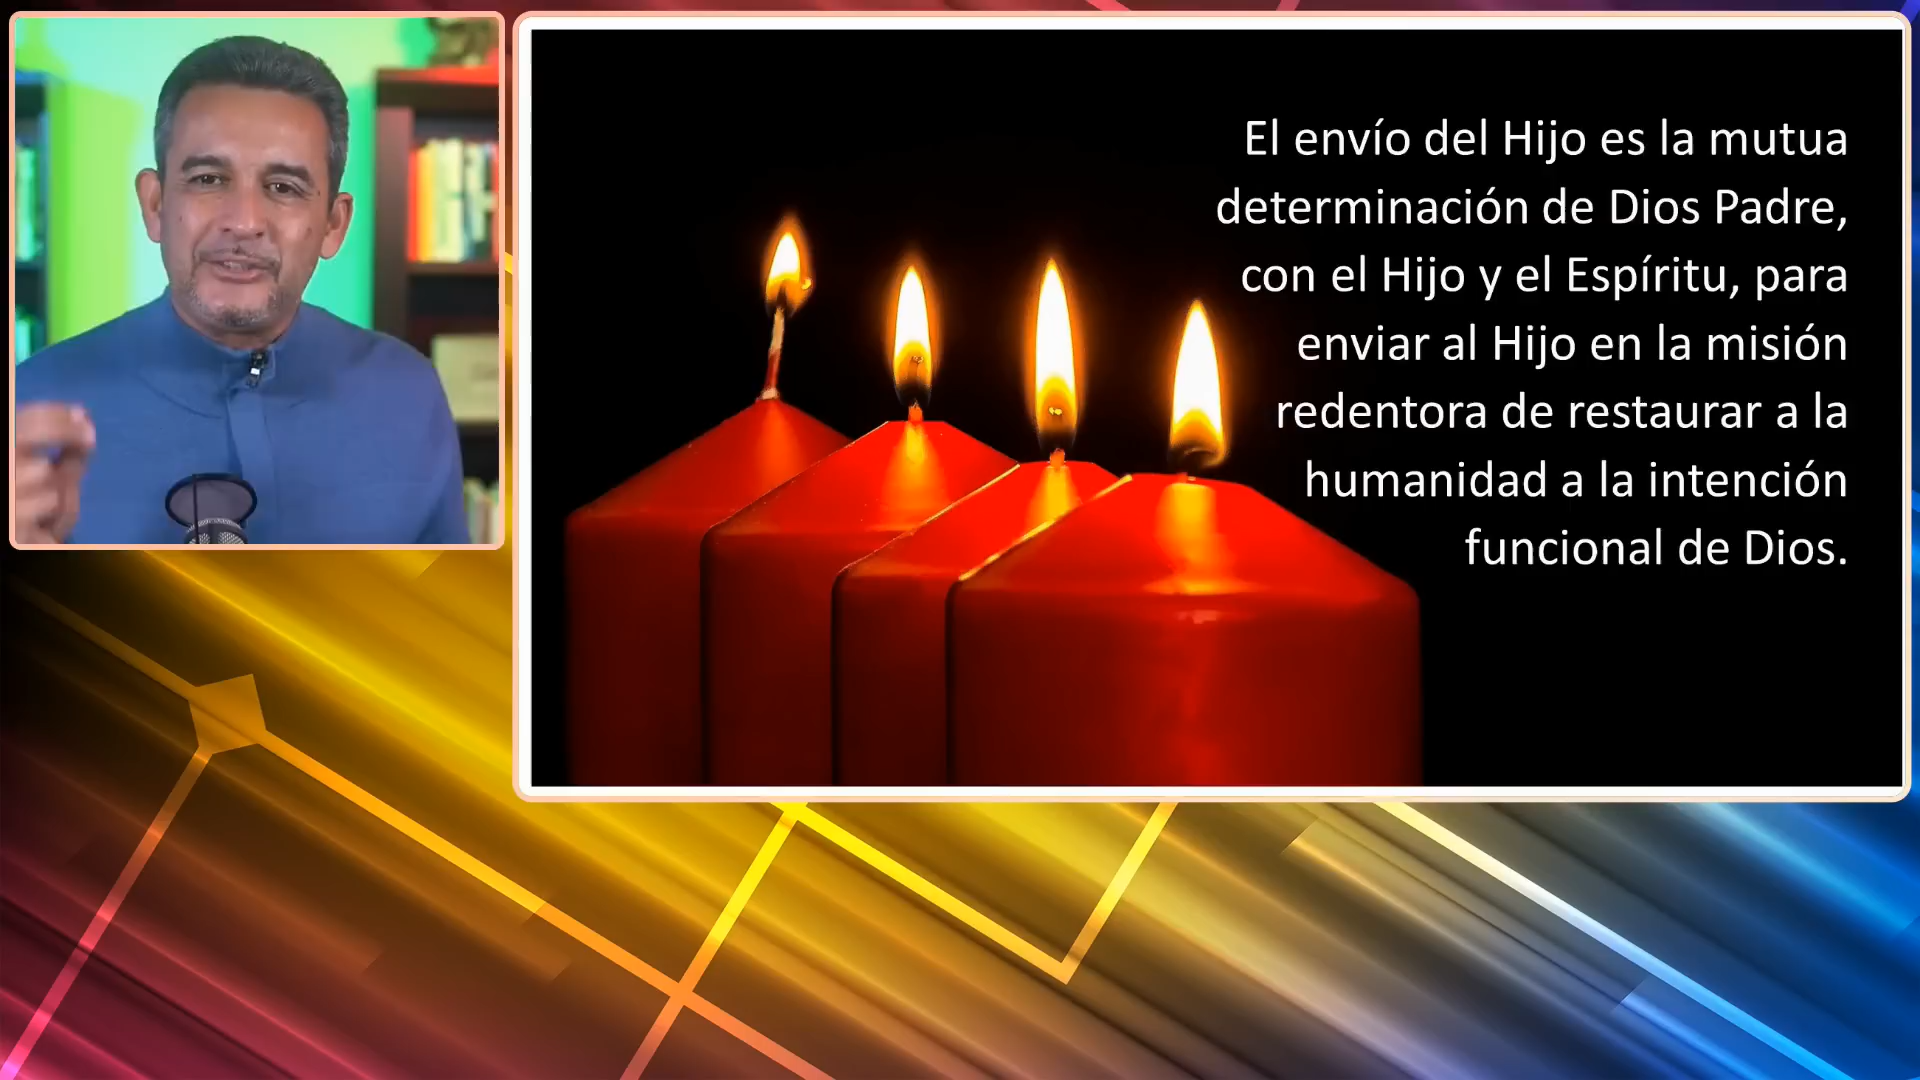 El envío del Hijo es la mutua
determinación de Dios Padre,
con el Hijo y el Espíritu, para
enviar al Hijo en la misión
redentora de restaurar a la
humanidad a la intención
funcional de Dios.